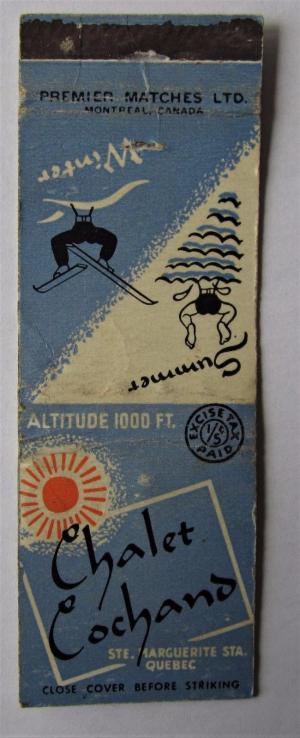 PREMIER MATCHES LTD.
MONTREAL, CANADA
Winter
Summer
ALTITUDE 1000 FT.
EXCISE TAX
1/5 c
PAID
Chalet
Cochand
STE. MARGUERITE STA.
QUEBEC
CLOSE COVER BEFORE STRIKING